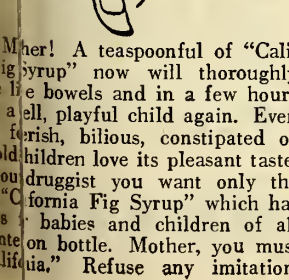 her! A teaspoonful of "Cali
Syrup" now will thoroughl
e bowels and in a few hour
a ell, playful child again. Ever
erish, bilious, constipated o
hildren love its pleasant taste
druggist you want only th
fornia Fig Syrup" which ha
babies and children of al
on bottle. Mother, you mus
ia." Refuse any imitation